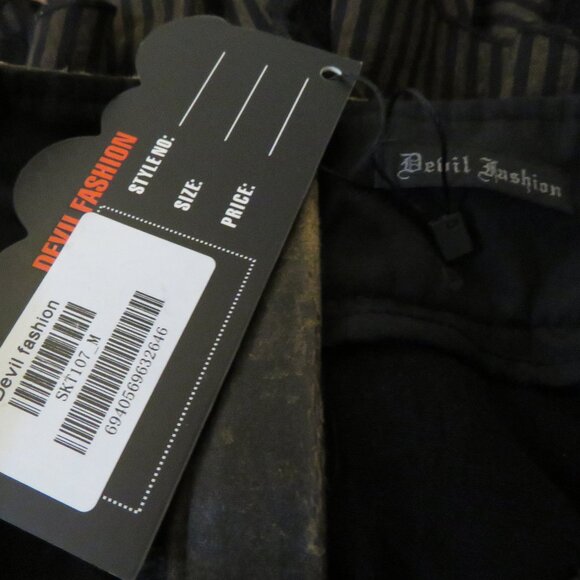 DEVIL FASHION
STYLE NO:
SIZE:
PRICE:
Devil fashion
SKT107_M
6940569632646
Devil Fashion